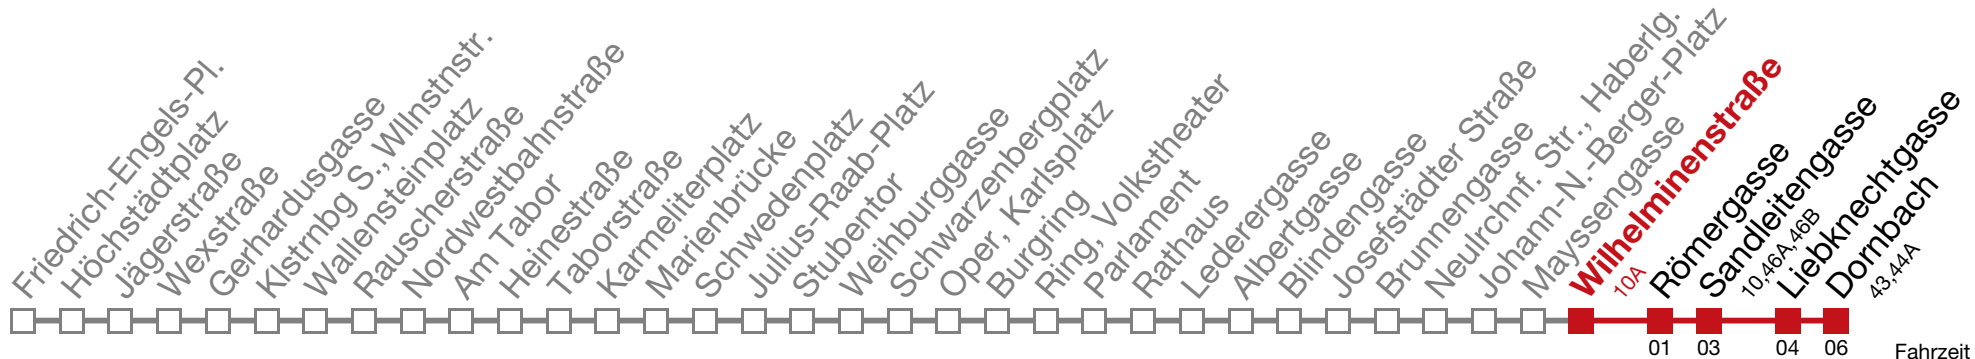 Friedrich-Engels-Pl.
Höchstädtplatz
Jägerstraße
Wexstraße
Gerhardusgasse
Klstrnbg S., Wllnstnstr.
Wallensteinplatz
Rauscherstraße
Nordwestbahnstraße
Am Tabor
Heinestraße
Taborstraße
Karmeliterplatz
Marienbrücke
Schwedenplatz
Julius-Raab-Platz
Stubentor
Weihburggasse
Schwarzenbergplatz
Oper, Karlsplatz
Burgring
Ring, Volkstheater
Parlament
Rathaus
Lederergasse
Albertgasse
Blindengasse
Josefstädter Straße
Brunnengasse
Neulrchnf. Str., Haberlg.
Johann-N.-Berger-Platz
Mayssengasse
Wilhelminenstraße
10A
Römergasse
Sandleitengasse
10,46A,46B
Liebknechtgasse
Dornbach
43,44A
01 03 04 06 Fahrzeit